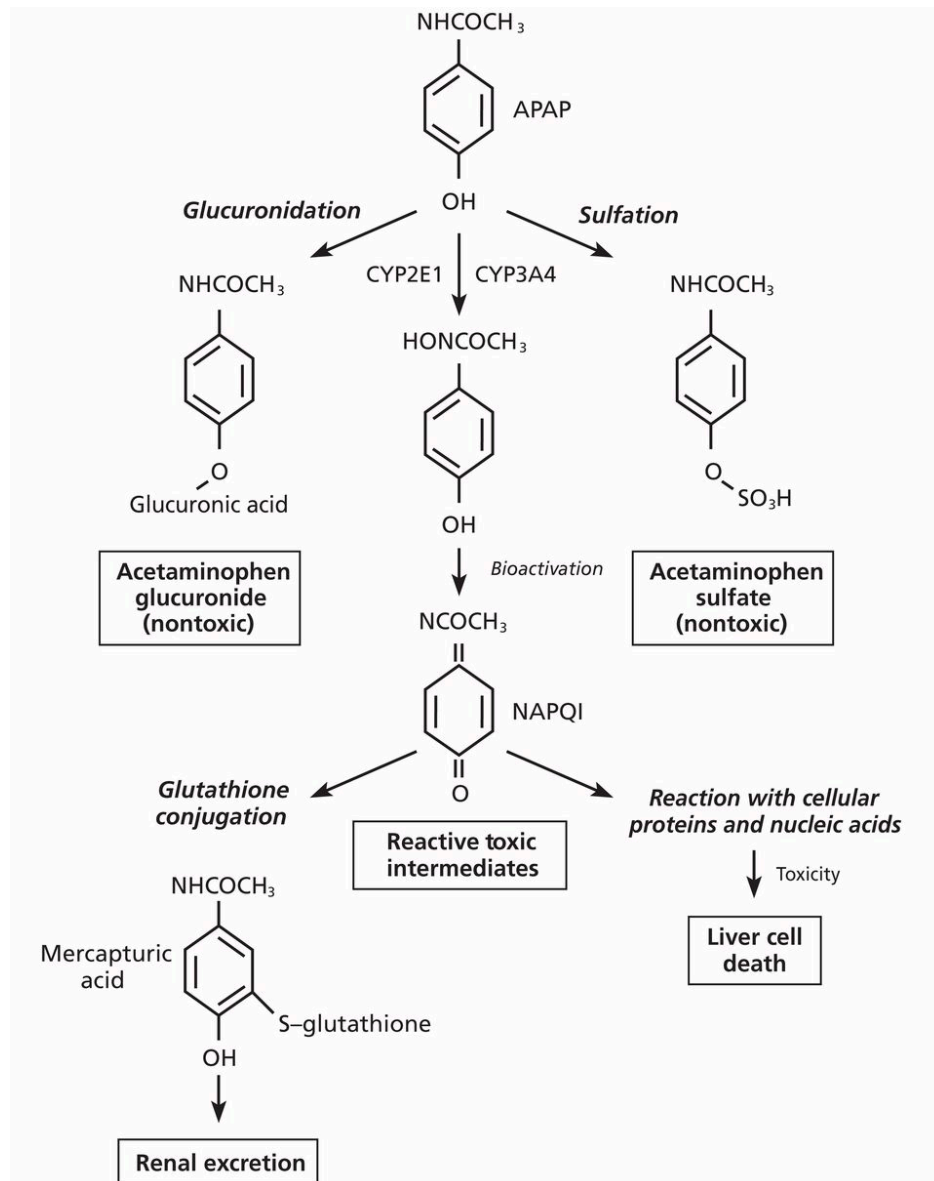 NHCOCH₃
APAP
OH
Glucuronidation
Sulfation
CYP2E1
CYP3A4
NHCOCH₃
HONCOCH₃
NHCOCH₃
O
Glucuronic acid
OH
O
SO₃H
Acetaminophen
glucuronide
(nontoxic)
Bioactivation
Acetaminophen
sulfate
(nontoxic)
NCOCH₃
NAPQI
O
Glutathione
conjugation
Reactive toxic
intermediates
Reaction with cellular
proteins and nucleic acids
Toxicity
Liver cell
death
NHCOCH₃
Mercapturic
acid
S–glutathione
OH
Renal excretion